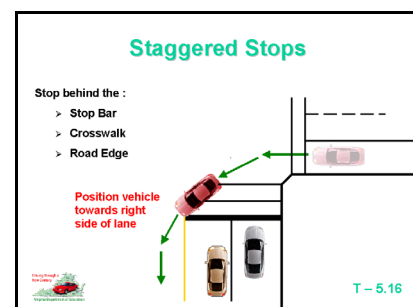 Staggered Stops
Stop behind the :
➢ Stop Bar
➢ Crosswalk
➢ Road Edge
Position vehicle
towards right
side of lane
T – 5.16